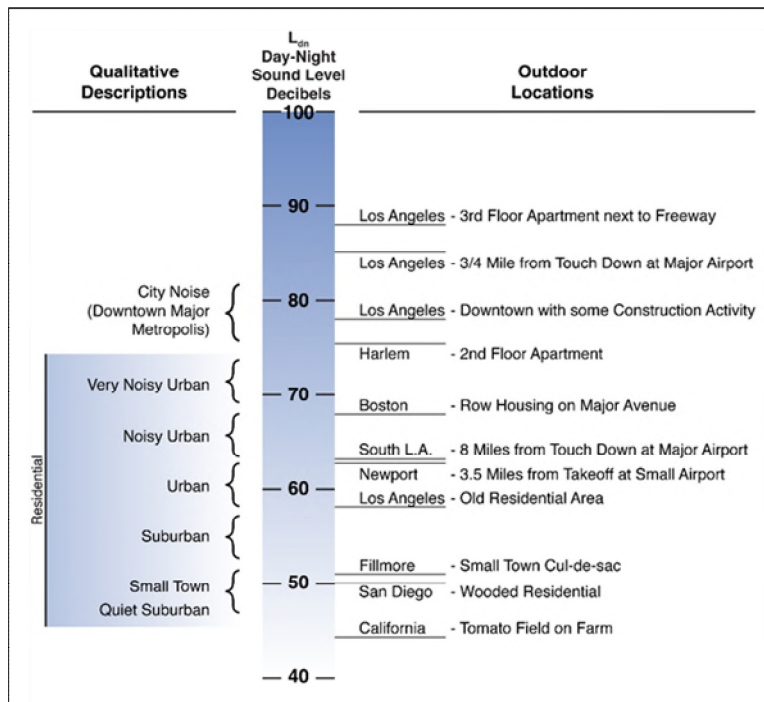 L dn
Day-Night
Sound Level
Decibels
Qualitative
Descriptions
Outdoor
Locations
100
90
80
70
60
50
40
City Noise
(Downtown Major
Metropolis)
Very Noisy Urban
Noisy Urban
Urban
Suburban
Small Town
Quiet Suburban
Residential
Los Angeles - 3rd Floor Apartment next to Freeway
Los Angeles - 3/4 Mile from Touch Down at Major Airport
Los Angeles - Downtown with some Construction Activity
Harlem - 2nd Floor Apartment
Boston - Row Housing on Major Avenue
South L.A. - 8 Miles from Touch Down at Major Airport
Newport - 3.5 Miles from Takeoff at Small Airport
Los Angeles - Old Residential Area
Fillmore - Small Town Cul-de-sac
San Diego - Wooded Residential
California - Tomato Field on Farm